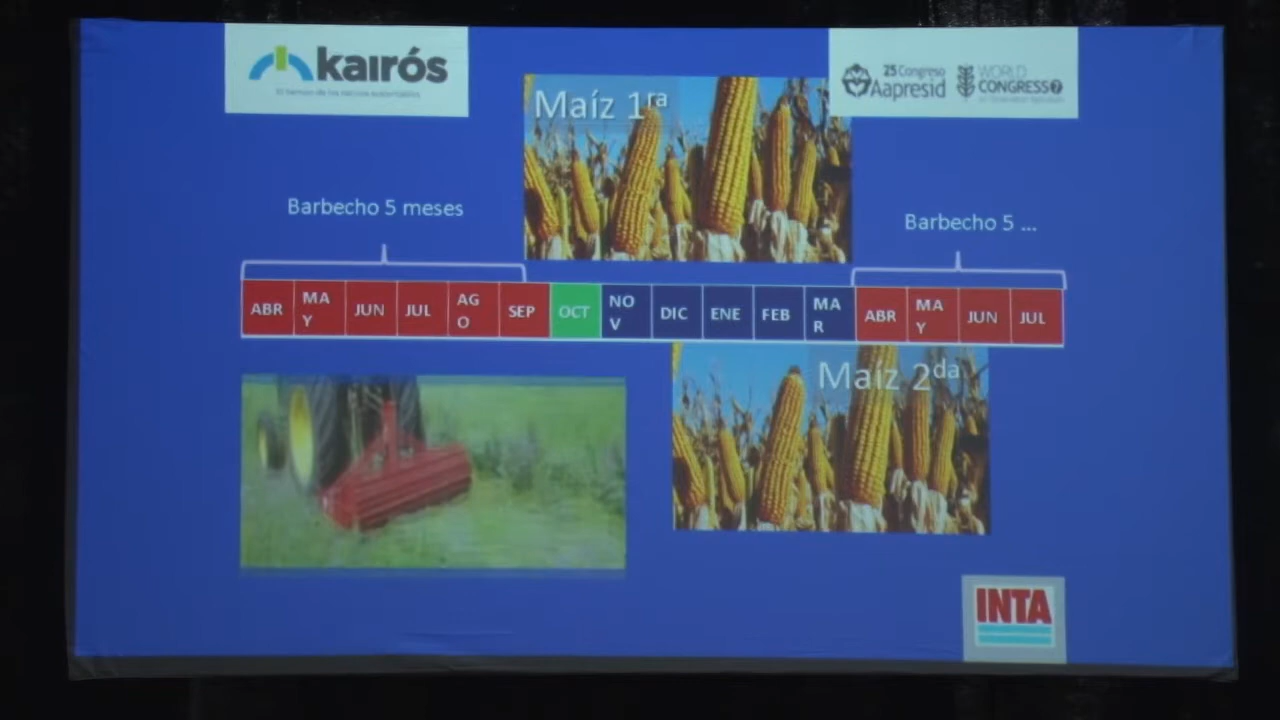 kairós
25 Congreso
Aapresid
WORLD
CONGRESS
Maíz 1ra
Barbecho 5 meses
Barbecho 5 ...
ABR
MA
Y
JUN
JUL
AG
O
SEP
OCT
NO
V
DIC
ENE
FEB
MA
R
ABR
MA
Y
JUN
JUL
Maíz 2da
INTA